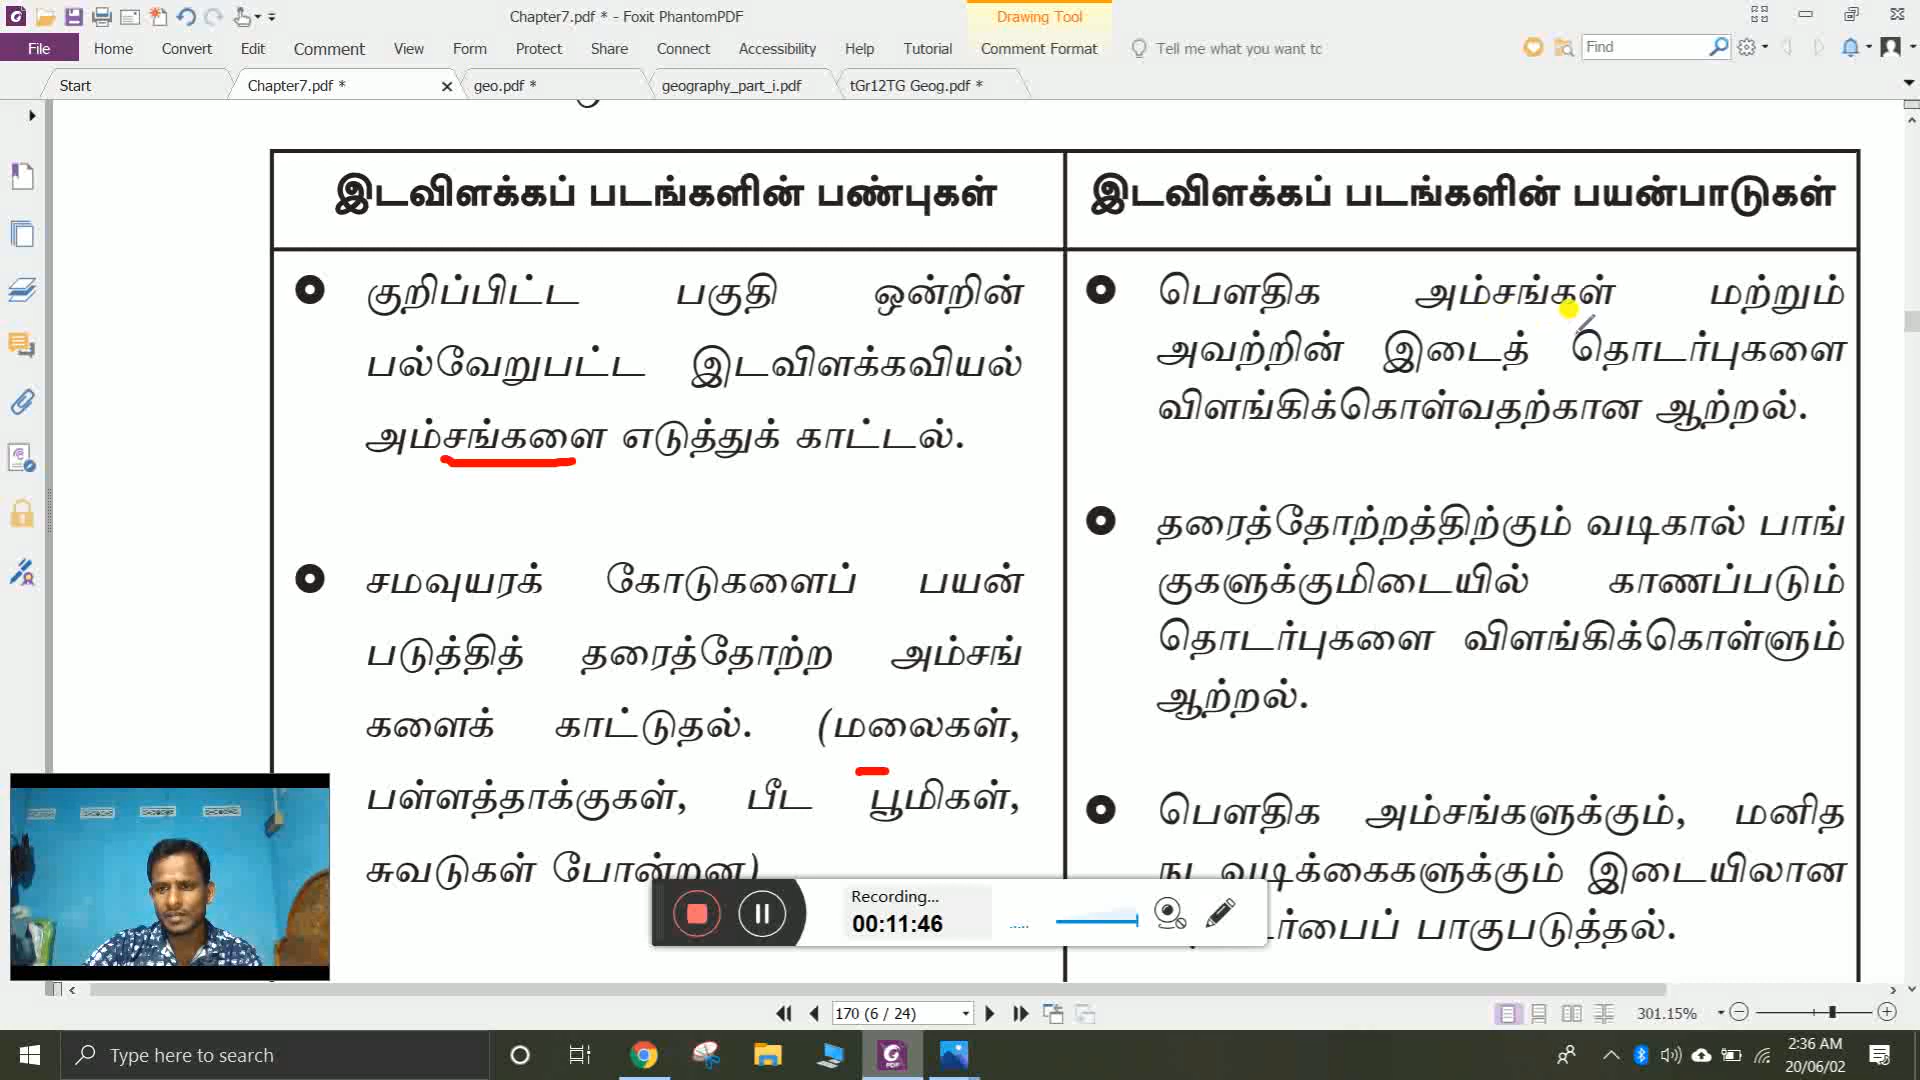 Chapter7.pdf * - Foxit PhantomPDF
Drawing Tool
File Home Convert Edit Comment View Form Protect Share Connect Accessibility Help Tutorial Comment Format Tell me what you want to Find
Start Chapter7.pdf * geo.pdf * geography_part_i.pdf tGr12TG Geog.pdf *
இடவிளக்கப் படங்களின் பண்புகள்
குறிப்பிட்ட பகுதி ஒன்றின்
பல்வேறுபட்ட இடவிளக்கவியல்
அம்சங்களை எடுத்துக் காட்டல்.
சமவுயரக் கோடுகளைப் பயன்
படுத்தித் தரைத்தோற்ற அம்சங்
களைக் காட்டுதல். (மலைகள்,
பள்ளத்தாக்குகள், பீட பூமிகள்,
சுவடுகள் போன்றன)
இடவிளக்கப் படங்களின் பயன்பாடுகள்
பௌதிக அம்சங்கள் மற்றும்
அவற்றின் இடைத் தொடர்புகளை
விளங்கிக்கொள்வதற்கான ஆற்றல்.
தரைத்தோற்றத்திற்கும் வடிகால் பாங்
குகளுக்குமிடையில் காணப்படும்
தொடர்புகளை விளங்கிக்கொள்ளும்
ஆற்றல்.
பௌதிக அம்சங்களுக்கும், மனித
நடவடிக்கைகளுக்கும் இடையிலான
பாகுபடுத்தல்.
Recording...
00:11:46
170 (6 / 24)
301.15%
Type here to search
2:36 AM
20/06/02